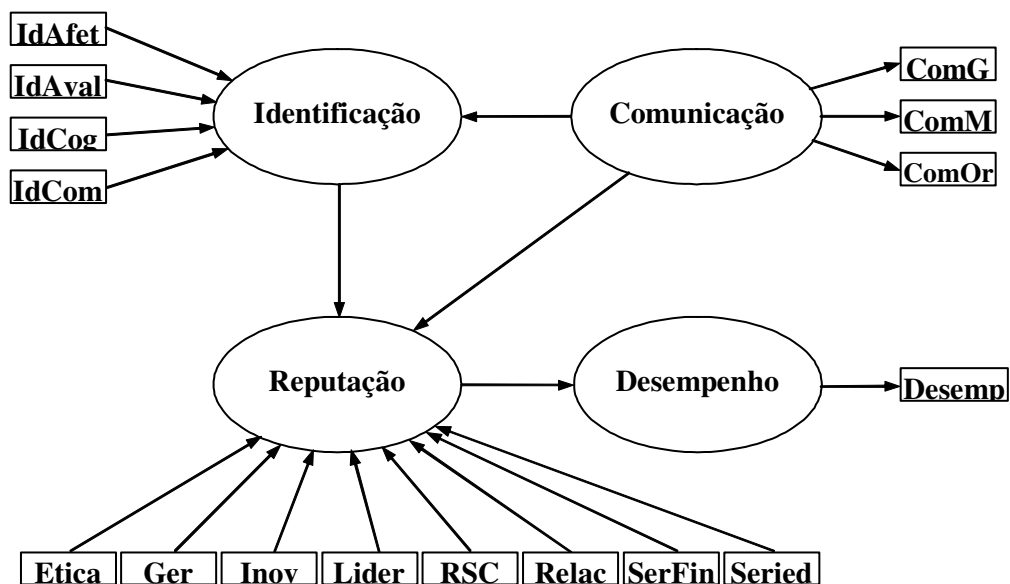 IdAfet
IdAval
IdCog
IdCom
Identificação
Comunicação
ComG
ComM
ComOr
Reputação
Desempenho
Desemp
Etica
Ger
Inov
Lider
RSC
Relac
SerFin
Seried